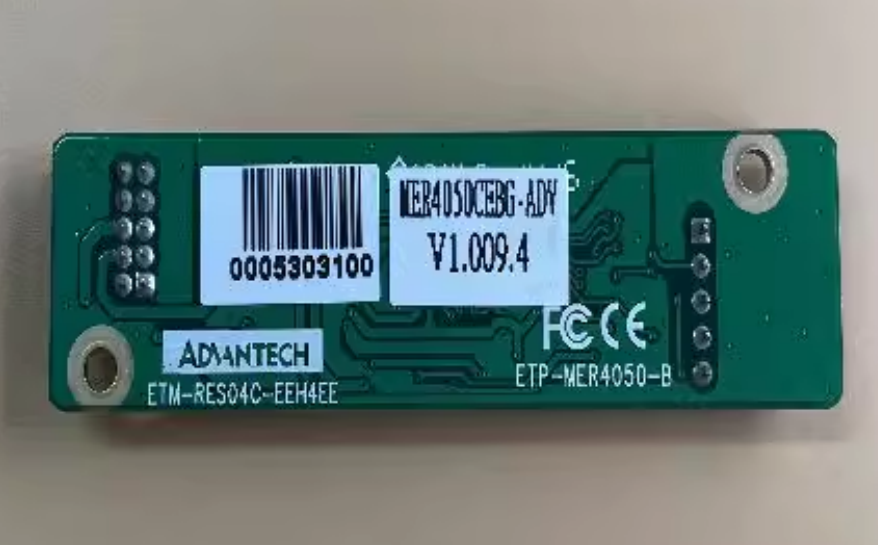 0005303100
MER4050CEBG-ADV
V1.009.4
FC CE
ADVANTECH
ETM-RES04C-EEH4EE
ETP-MER4050-B